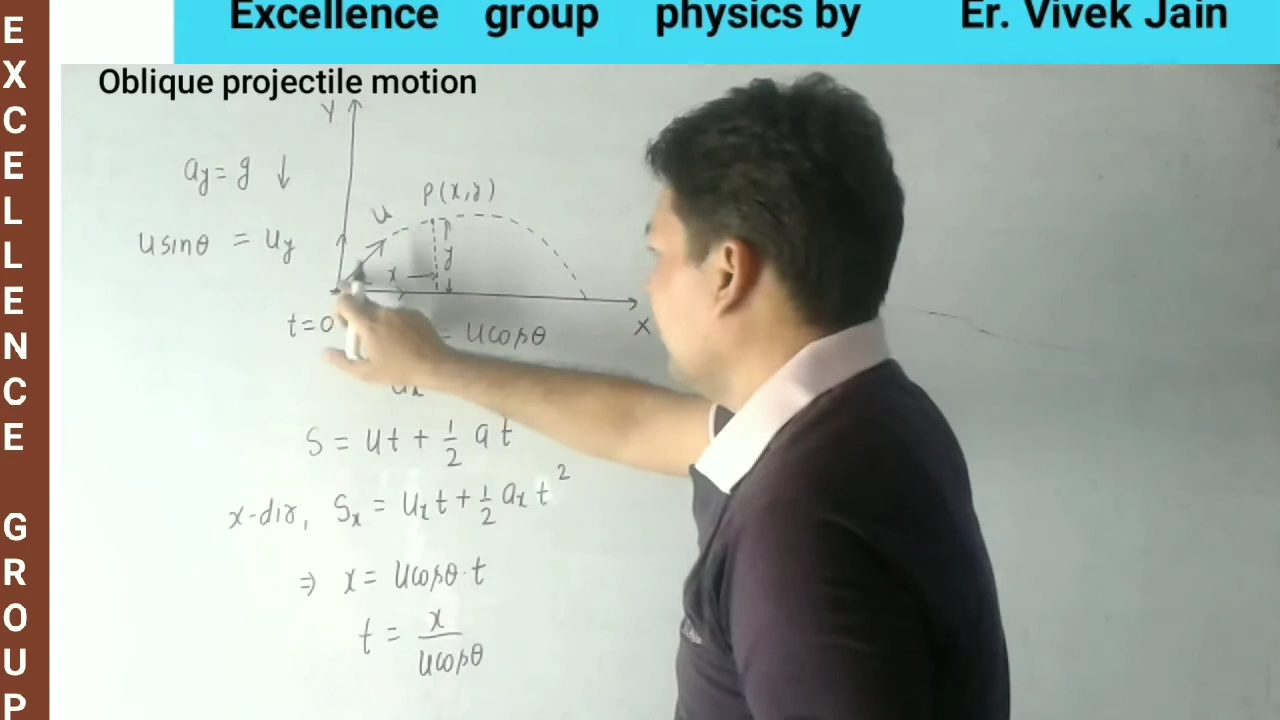 Excellence group physics by Er. Vivek Jain
EXCELLENCE GROUP
Oblique projectile motion
Y
ay = g ↓
P(x,y)
u
usinθ = uy
x
y
t=0
= ucosθ
X
ux
S = ut + 1/2 a t
x-dir, Sx = ux t + 1/2 ax t²
⇒ x = ucosθ·t
t = x/ucosθ